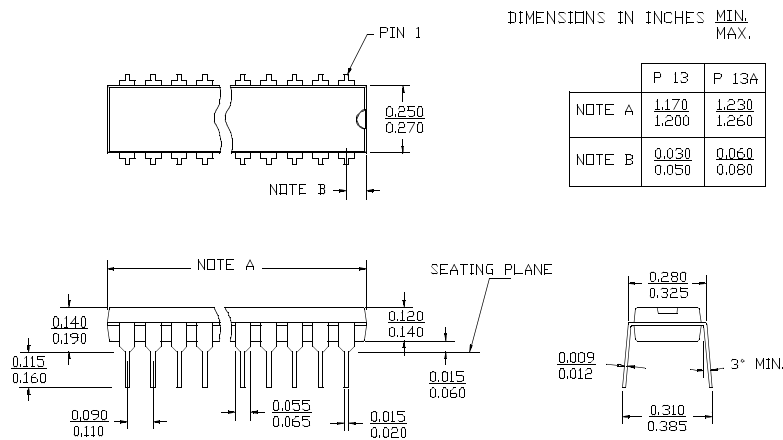 DIMENSIONS IN INCHES MIN.
MAX.
PIN 1
P 13 P 13A
NOTE A 1.170 1.230
1.200 1.260
NOTE B 0.030 0.060
0.050 0.080
0.250
0.270
NOTE B
NOTE A
SEATING PLANE
0.280
0.325
0.140
0.190
0.120
0.140
0.115
0.160
0.009
0.012
3° MIN.
0.015
0.060
0.090
0.110
0.055
0.065
0.015
0.020
0.310
0.385